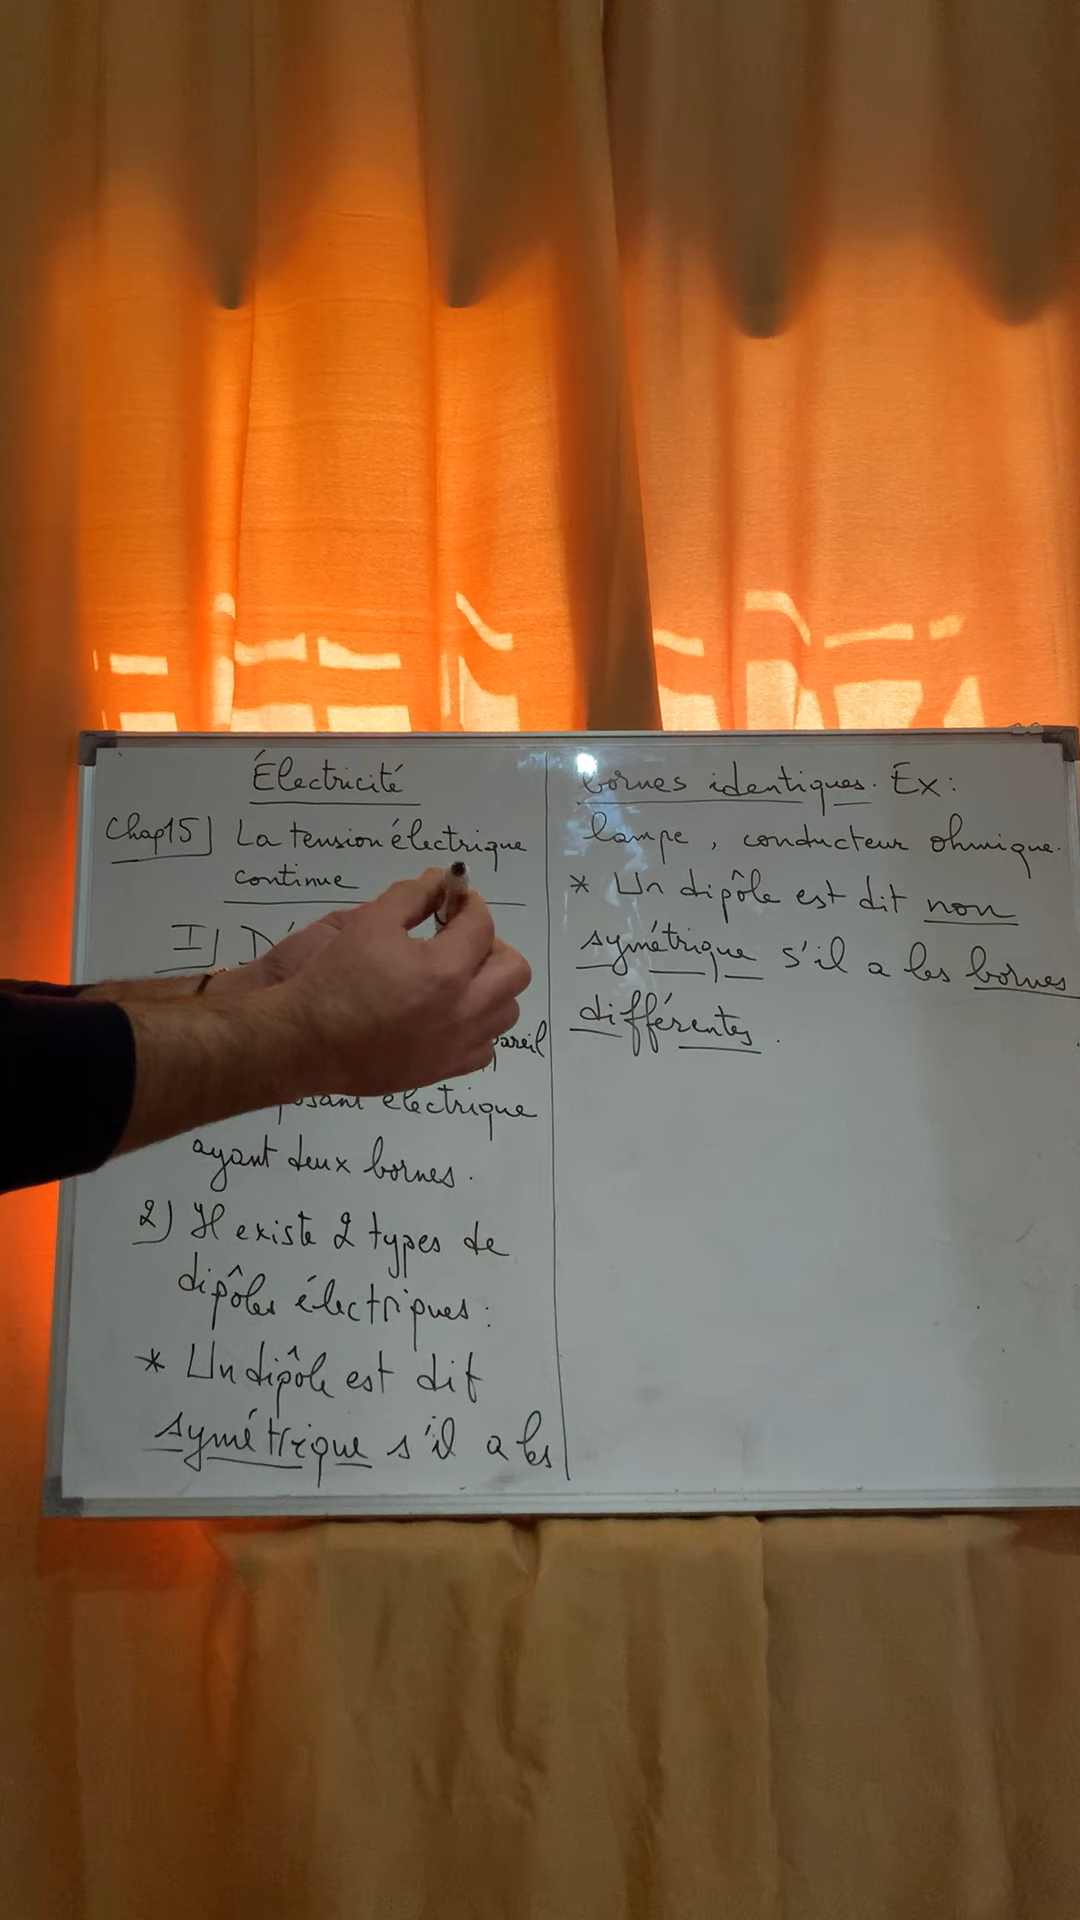 Électricité
Chap15] La tension électrique
continue
I) D
pareil
posant électrique
ayant deux bornes.
2) Il existe 2 types de
dipôles électriques :
* Un dipôle est dit
symétrique s'il a les
bornes identiques. Ex :
lampe, conducteur ohmique.
* Un dipôle est dit non
symétrique s'il a les bornes
différentes.